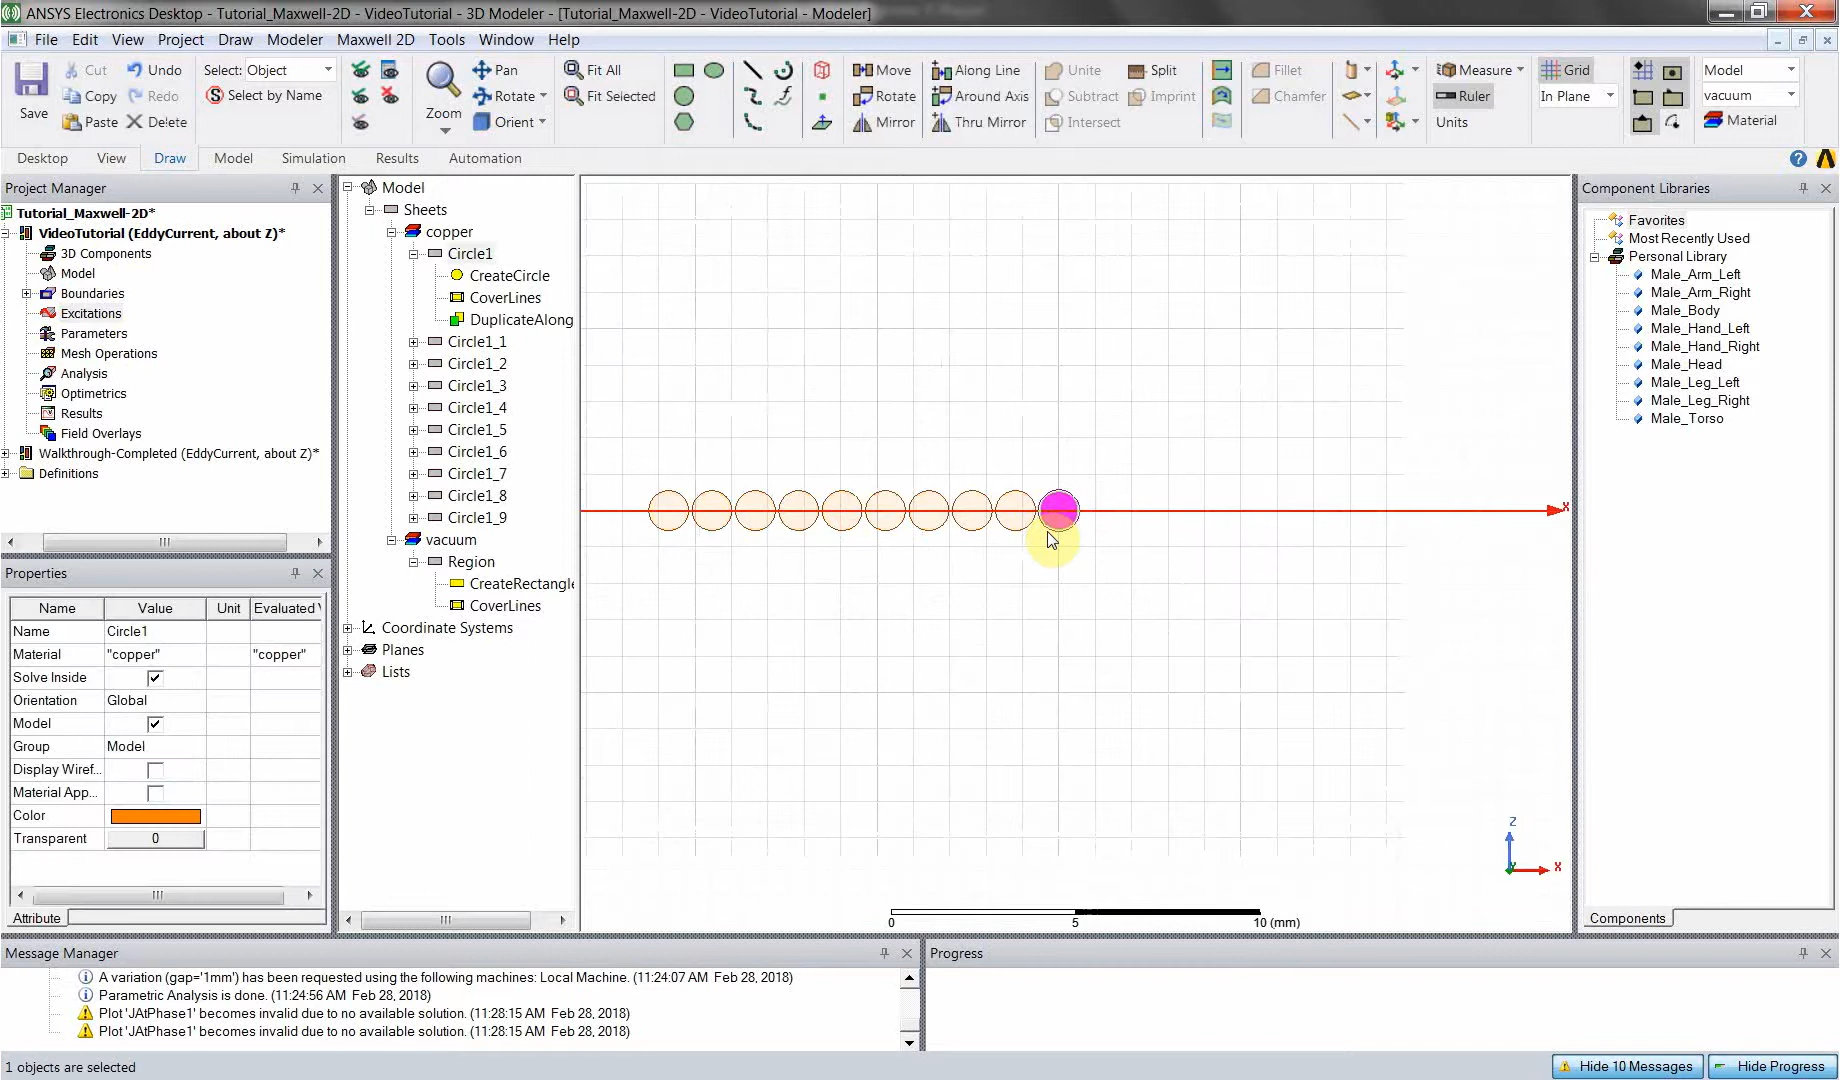 ANSYS Electronics Desktop - Tutorial_Maxwell-2D - VideoTutorial - 3D Modeler - [Tutorial_Maxwell-2D - VideoTutorial - Modeler]
File Edit View Project Draw Modeler Maxwell 2D Tools Window Help
Save
Cut Undo
Copy Redo
Paste Delete
Select: Object
Select by Name
Zoom
Pan
Rotate
Orient
Fit All
Fit Selected
Move Along Line
Rotate Around Axis
Mirror Thru Mirror
Unite Split
Subtract Imprint
Intersect
Fillet
Chamfer
Measure
Ruler
Units
Grid
In Plane
Model
vacuum
Material
Desktop View Draw Model Simulation Results Automation
Project Manager
Tutorial_Maxwell-2D*
VideoTutorial (EddyCurrent, about Z)*
3D Components
Model
Boundaries
Excitations
Parameters
Mesh Operations
Analysis
Optimetrics
Results
Field Overlays
Walkthrough-Completed (EddyCurrent, about Z)*
Definitions
Properties
Name Value Unit Evaluated V
Name Circle1
Material "copper" "copper"
Solve Inside
Orientation Global
Model
Group Model
Display Wiref...
Material App...
Color
Transparent 0
Attribute
Model
Sheets
copper
Circle1
CreateCircle
CoverLines
DuplicateAlong
Circle1_1
Circle1_2
Circle1_3
Circle1_4
Circle1_5
Circle1_6
Circle1_7
Circle1_8
Circle1_9
vacuum
Region
CreateRectangle
CoverLines
Coordinate Systems
Planes
Lists
X
Z
Y
X
0 5 10 (mm)
Component Libraries
Favorites
Most Recently Used
Personal Library
Male_Arm_Left
Male_Arm_Right
Male_Body
Male_Hand_Left
Male_Hand_Right
Male_Head
Male_Leg_Left
Male_Leg_Right
Male_Torso
Components
Message Manager
A variation (gap='1mm') has been requested using the following machines: Local Machine. (11:24:07 AM Feb 28, 2018)
Parametric Analysis is done. (11:24:56 AM Feb 28, 2018)
Plot 'JAtPhase1' becomes invalid due to no available solution. (11:28:15 AM Feb 28, 2018)
Plot 'JAtPhase1' becomes invalid due to no available solution. (11:28:15 AM Feb 28, 2018)
Progress
1 objects are selected
Hide 10 Messages
Hide Progress